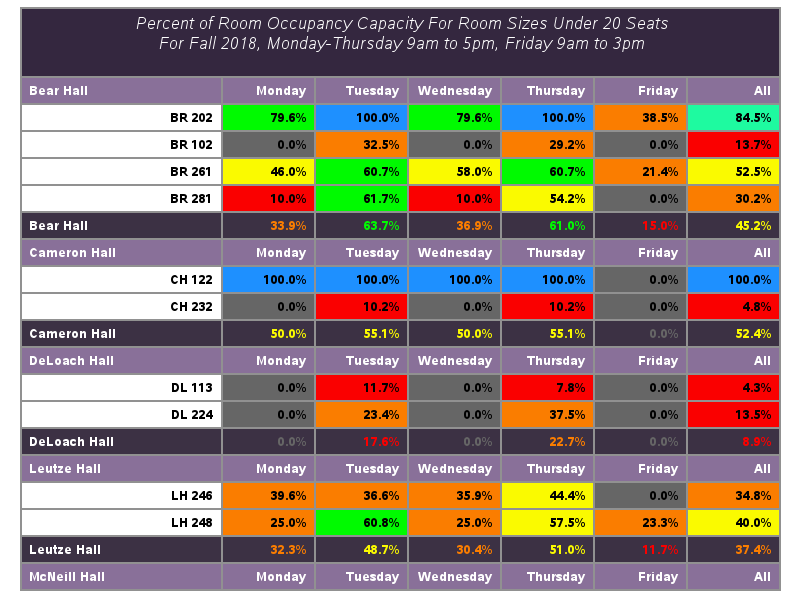 Percent of Room Occupancy Capacity For Room Sizes Under 20 Seats
For Fall 2018, Monday-Thursday 9am to 5pm, Friday 9am to 3pm
Bear Hall Monday Tuesday Wednesday Thursday Friday All
BR 202 79.6% 100.0% 79.6% 100.0% 38.5% 84.5%
BR 102 0.0% 32.5% 0.0% 29.2% 0.0% 13.7%
BR 261 46.0% 60.7% 58.0% 60.7% 21.4% 52.5%
BR 281 10.0% 61.7% 10.0% 54.2% 0.0% 30.2%
Bear Hall 33.9% 63.7% 36.9% 61.0% 15.0% 45.2%
Cameron Hall Monday Tuesday Wednesday Thursday Friday All
CH 122 100.0% 100.0% 100.0% 100.0% 0.0% 100.0%
CH 232 0.0% 10.2% 0.0% 10.2% 0.0% 4.8%
Cameron Hall 50.0% 55.1% 50.0% 55.1% 0.0% 52.4%
DeLoach Hall Monday Tuesday Wednesday Thursday Friday All
DL 113 0.0% 11.7% 0.0% 7.8% 0.0% 4.3%
DL 224 0.0% 23.4% 0.0% 37.5% 0.0% 13.5%
DeLoach Hall 0.0% 17.6% 0.0% 22.7% 0.0% 8.9%
Leutze Hall Monday Tuesday Wednesday Thursday Friday All
LH 246 39.6% 36.6% 35.9% 44.4% 0.0% 34.8%
LH 248 25.0% 60.8% 25.0% 57.5% 23.3% 40.0%
Leutze Hall 32.3% 48.7% 30.4% 51.0% 11.7% 37.4%
McNeill Hall Monday Tuesday Wednesday Thursday Friday All